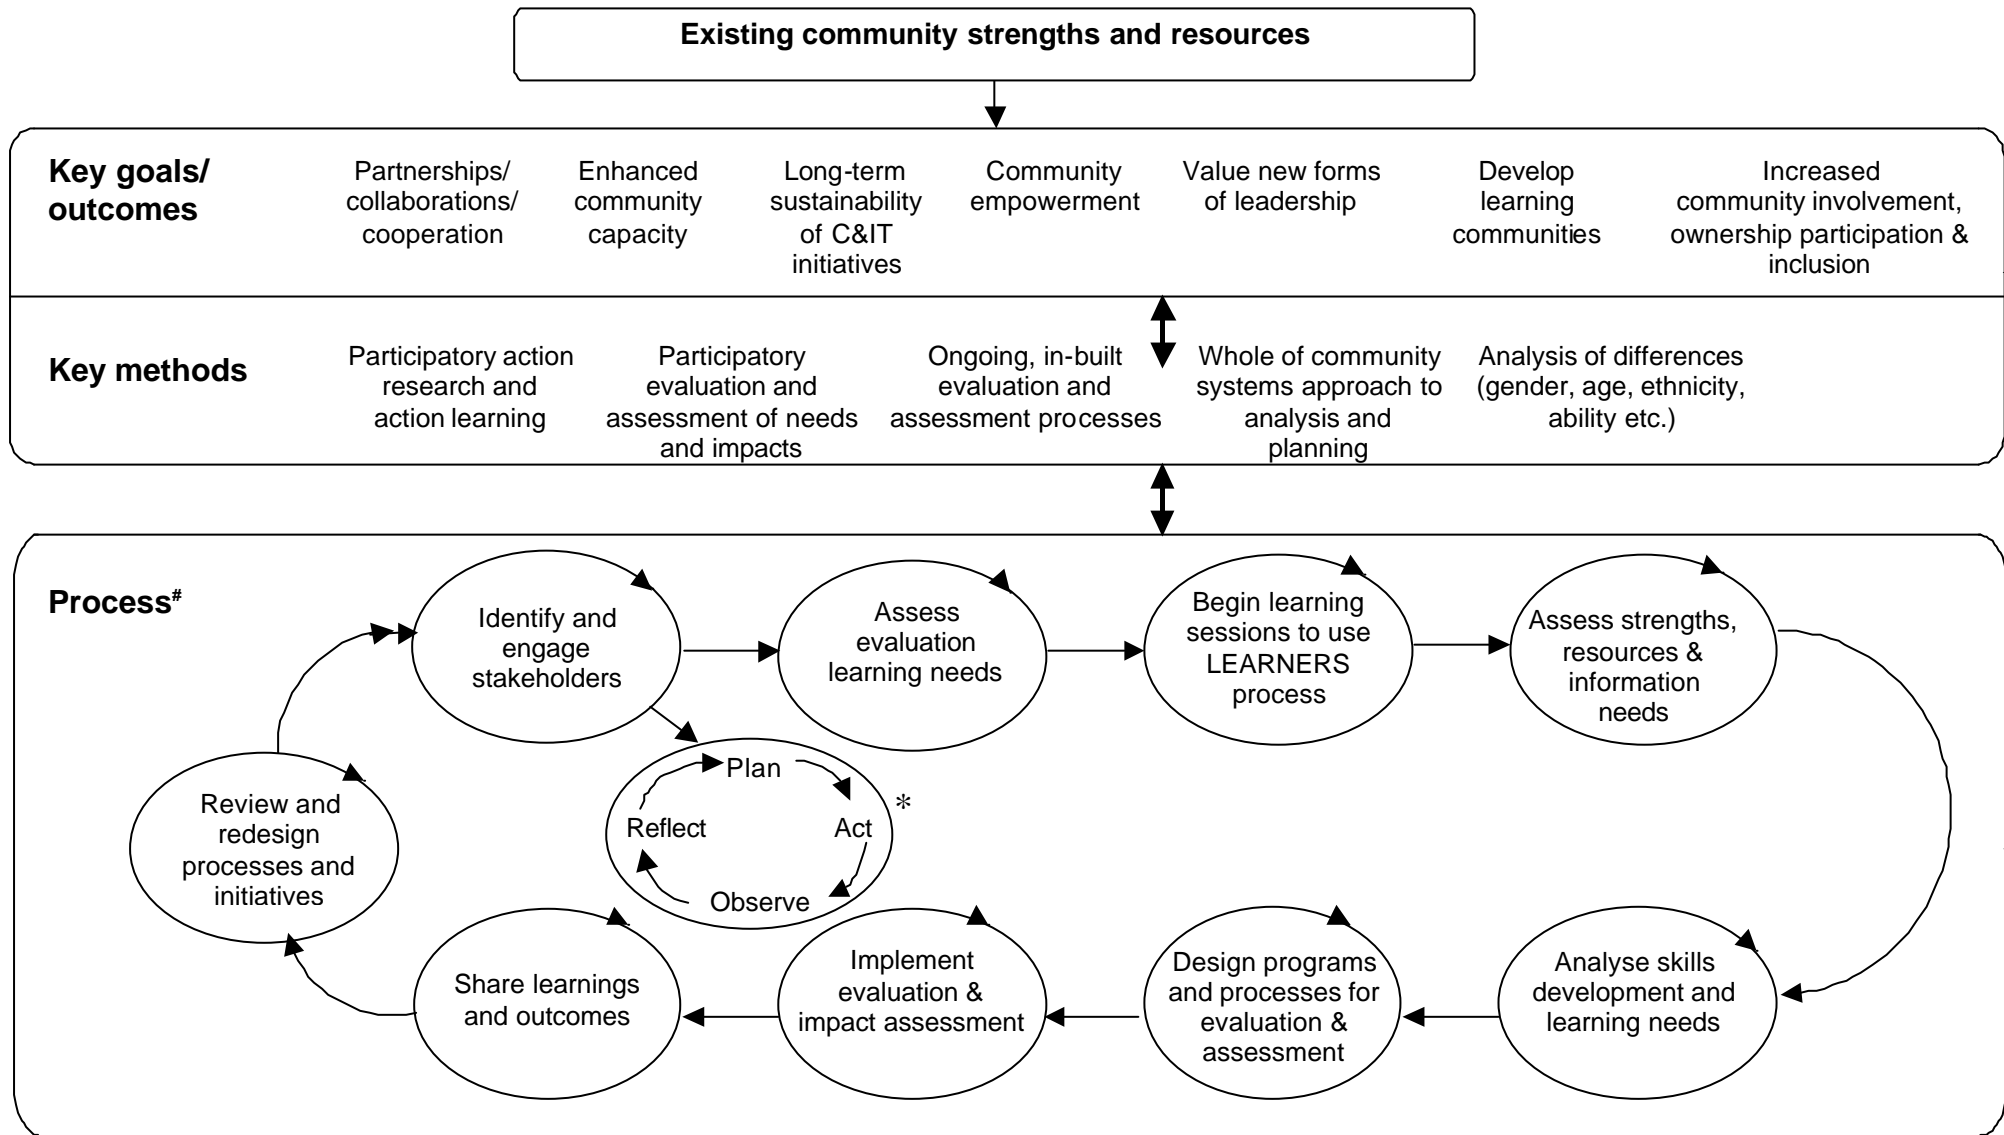 Existing community strengths and resources
Key goals/
outcomes
Partnerships/
collaborations/
cooperation
Enhanced
community
capacity
Long-term
sustainability
of C&IT
initiatives
Community
empowerment
Value new forms
of leadership
Develop
learning
communities
Increased
community involvement,
ownership participation &
inclusion
Key methods
Participatory action
research and
action learning
Participatory
evaluation and
assessment of needs
and impacts
Ongoing, in-built
evaluation and
assessment processes
Whole of community
systems approach to
analysis and
planning
Analysis of differences
(gender, age, ethnicity,
ability etc.)
Process#
Identify and
engage
stakeholders
Assess
evaluation
learning needs
Begin learning
sessions to use
LEARNERS
process
Assess strengths,
resources &
information
needs
Plan
Act
Observe
Reflect
*
Review and
redesign
processes and
initiatives
Share learnings
and outcomes
Implement
evaluation &
impact assessment
Design programs
and processes for
evaluation &
assessment
Analyse skills
development and
learning needs